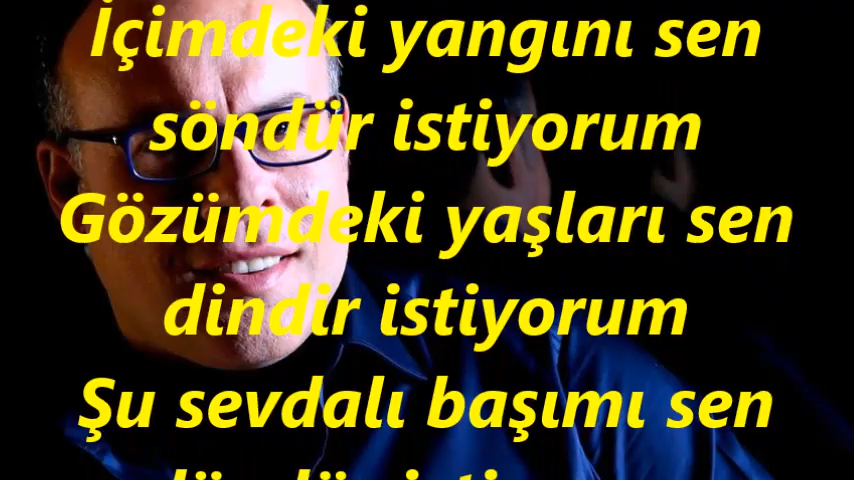 İçimdeki yangını sen
söndür istiyorum
Gözümdeki yaşları sen
dindir istiyorum
Şu sevdalı başımı sen